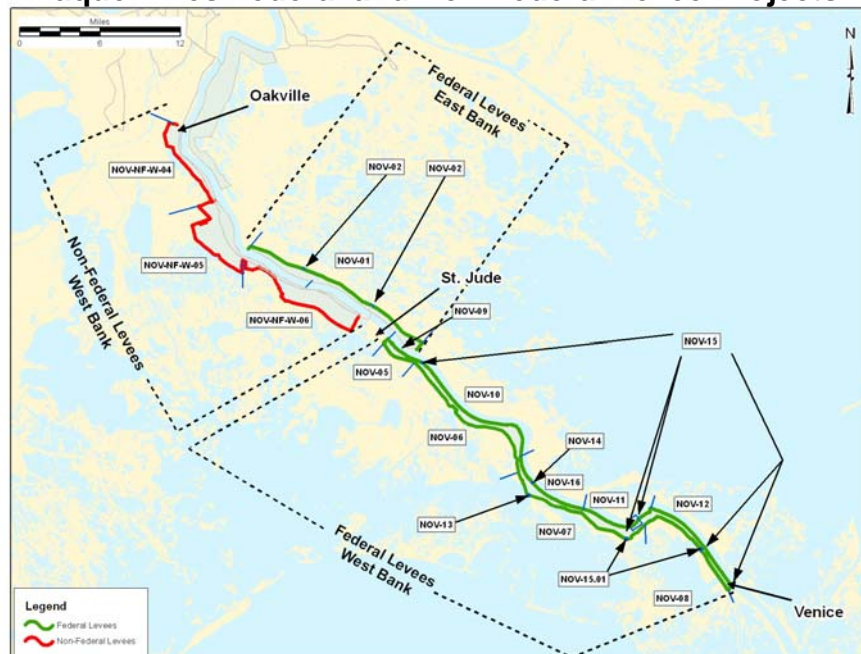 Miles
0 6 12
N
Oakville
Federal Levees
East Bank
NOV-NF-W-04
NOV-02
NOV-02
NOV-01
Non-Federal Levees
West Bank
NOV-NF-W-05
St. Jude
NOV-NF-W-06
NOV-09
NOV-15
NOV-05
NOV-10
NOV-06
NOV-14
NOV-16
NOV-11
NOV-12
NOV-13
NOV-07
Federal Levees
West Bank
NOV-15.01
NOV-08
Venice
Legend
Federal Levees
Non-Federal Levees